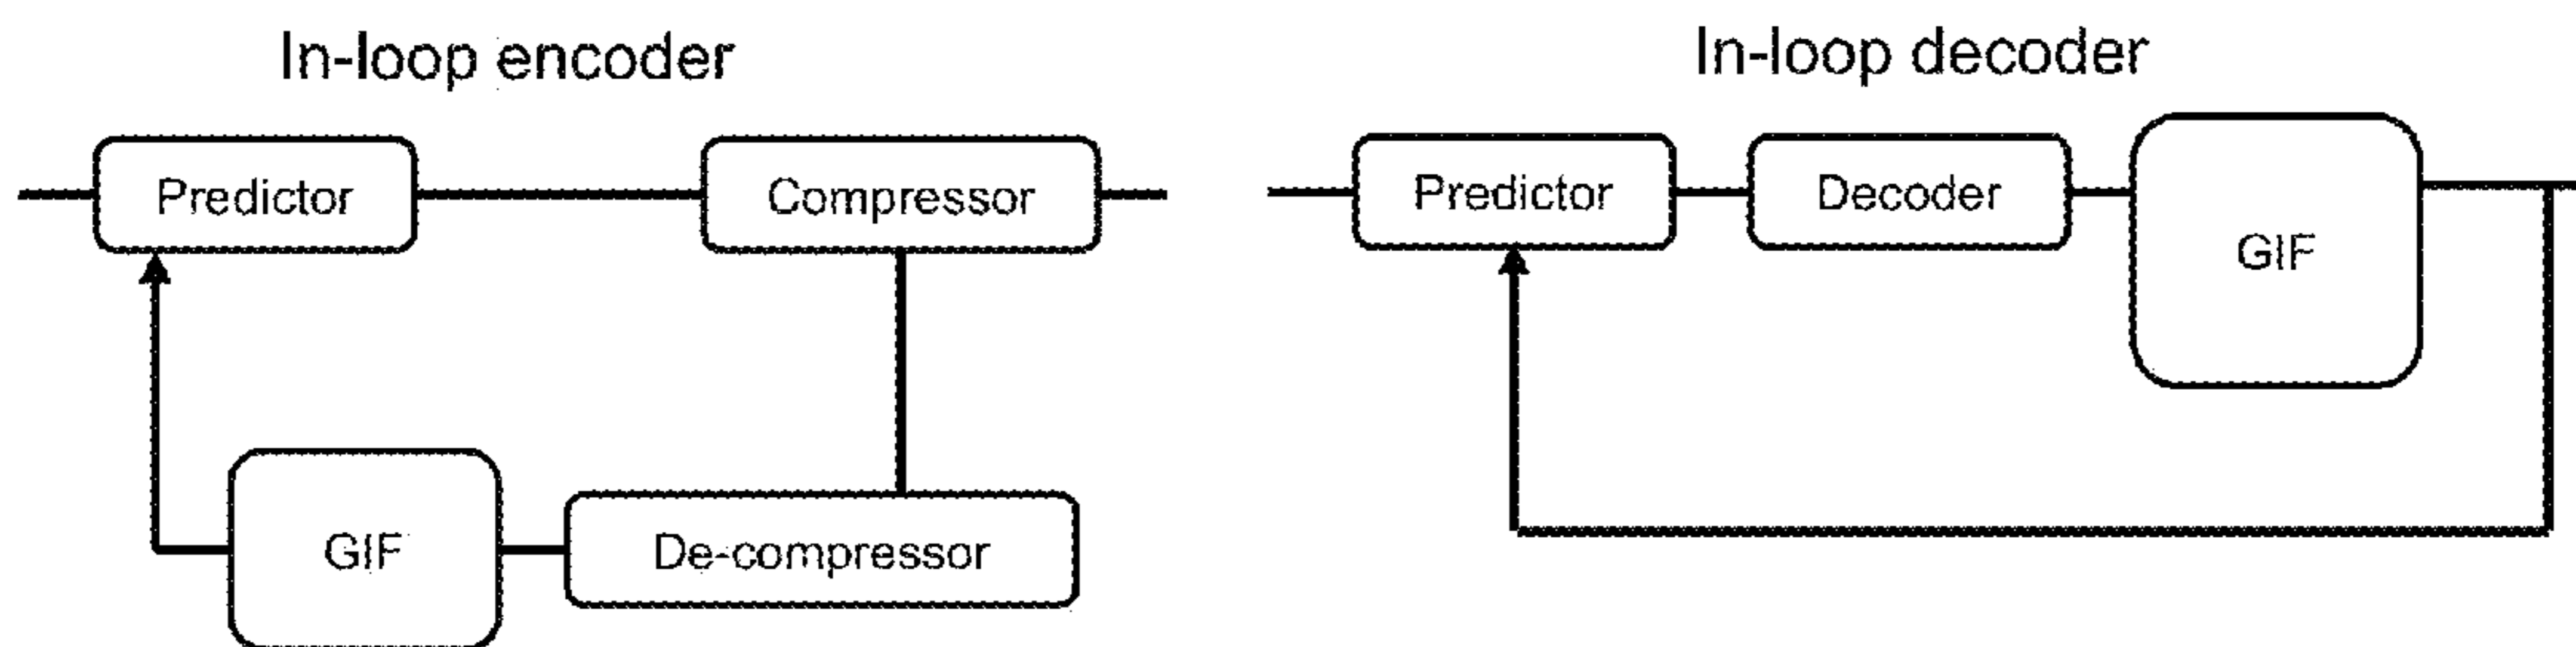 In-loop encoder
Predictor
Compressor
GIF
De-compressor
In-loop decoder
Predictor
Decoder
GIF